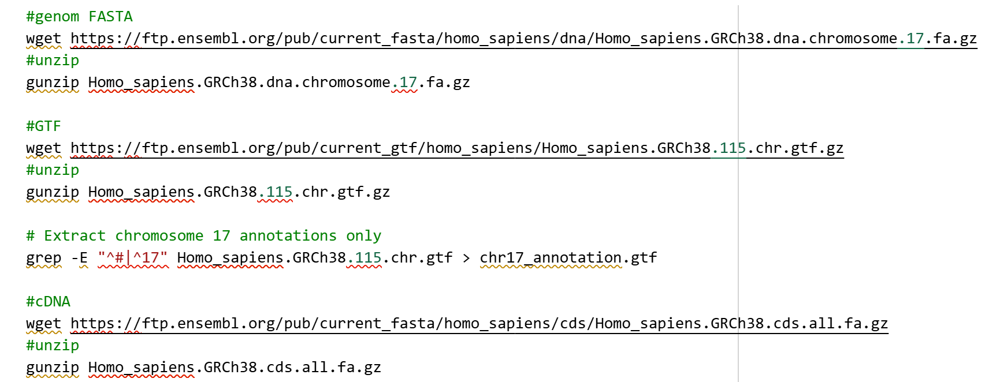 #genom FASTA
wget https://ftp.ensembl.org/pub/current_fasta/homo_sapiens/dna/Homo_sapiens.GRCh38.dna.chromosome.17.fa.gz
#unzip
gunzip Homo_sapiens.GRCh38.dna.chromosome.17.fa.gz
#GTF
wget https://ftp.ensembl.org/pub/current_gtf/homo_sapiens/Homo_sapiens.GRCh38.115.chr.gtf.gz
#unzip
gunzip Homo_sapiens.GRCh38.115.chr.gtf.gz
# Extract chromosome 17 annotations only
grep -E "^#|^17" Homo_sapiens.GRCh38.115.chr.gtf > chr17_annotation.gtf
#cDNA
wget https://ftp.ensembl.org/pub/current_fasta/homo_sapiens/cds/Homo_sapiens.GRCh38.cds.all.fa.gz
#unzip
gunzip Homo_sapiens.GRCh38.cds.all.fa.gz